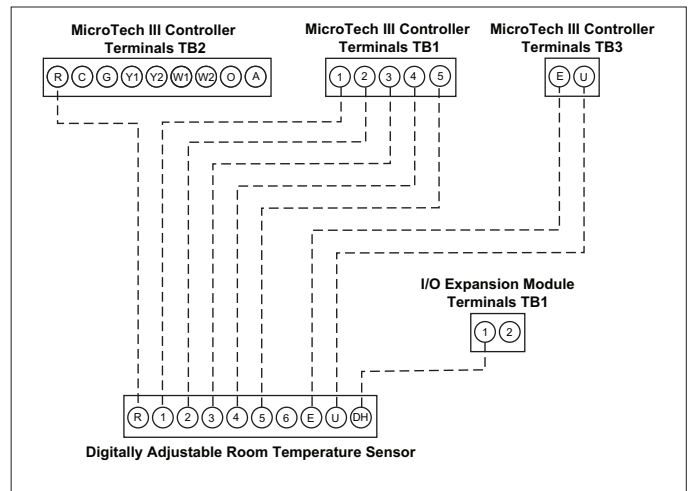 MicroTech III Controller
Terminals TB2
R C G Y1 Y2 W1 W2 O A
MicroTech III Controller
Terminals TB1
1 2 3 4 5
MicroTech III Controller
Terminals TB3
E U
I/O Expansion Module
Terminals TB1
1 2
R 1 2 3 4 5 6 E U DH
Digitally Adjustable Room Temperature Sensor